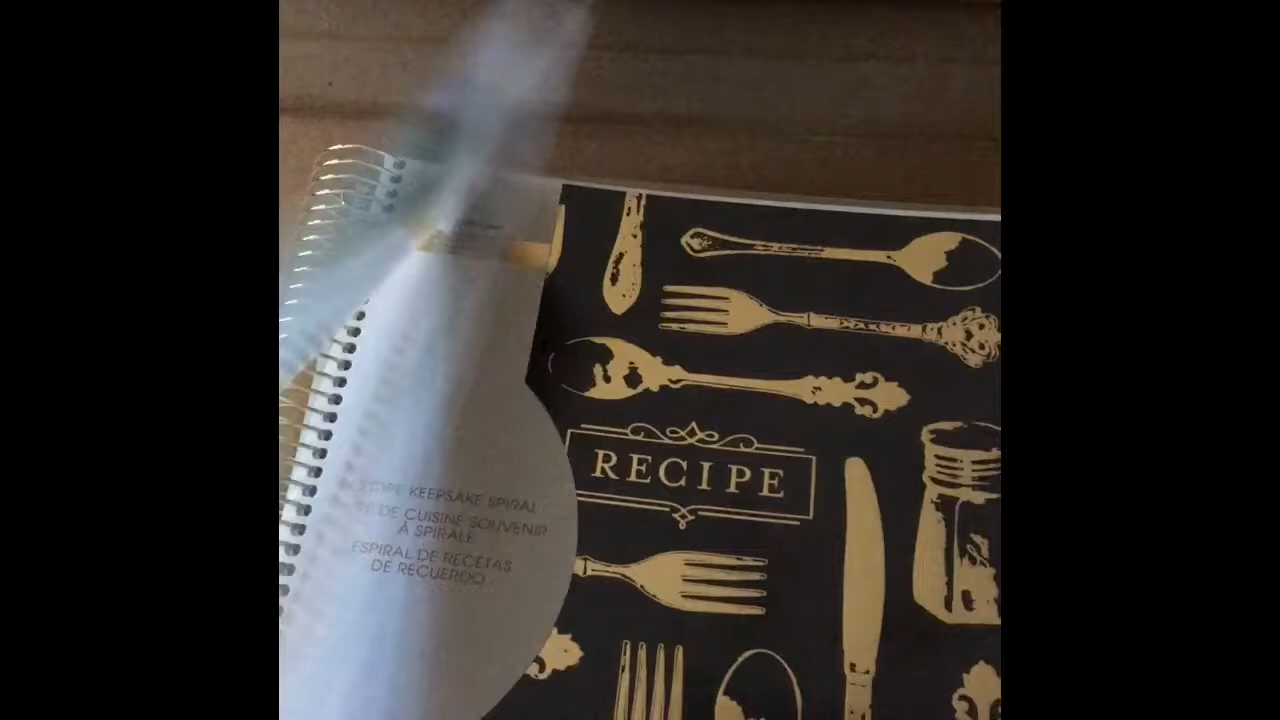 RECIPE
KEEPSAKE SPIRAL
DE CUISINE SOUVENIR
À SPIRALE
ESPIRAL DE RECETAS
DE RECUERDO